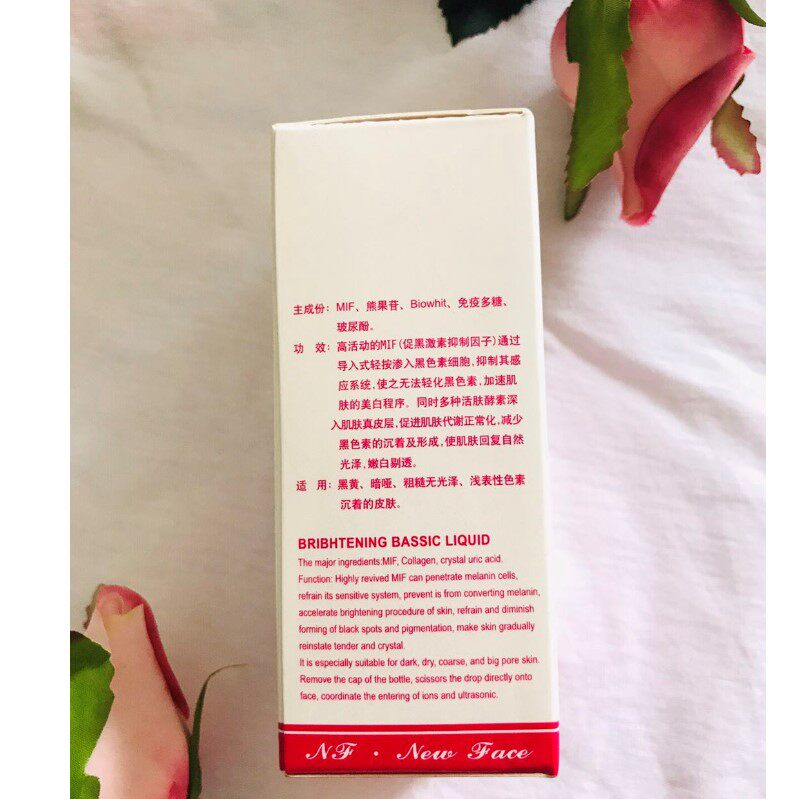 主成份：MIF、熊果苷、Biowhit、免疫多糖、
玻尿酚。
功 效：高活动的MIF(促黑激素抑制因子)通过
导入式轻按渗入黑色素细胞,抑制其感
应系统,使之无法轻化黑色素,加速肌
肤的美白程序。同时多种活肤酵素深
入肌肤真皮层,促进肌肤代谢正常化,减少
黑色素的沉着及形成,使肌肤回复自然
光泽,嫩白剔透。
适 用：黑黄、暗哑、粗糙无光泽、浅表性色素
沉着的皮肤。
BRIBHTENING BASSIC LIQUID
The major ingredients:MIF, Collagen, crystal uric acid.
Function: Highly revived MIF can penetrate melanin cells,
refrain its sensitive system, prevent is from converting melanin,
accelerate brightening procedure of skin, refrain and diminish
forming of black spots and pigmentation, make skin gradually
reinstate tender and crystal.
It is especially suitable for dark, dry, coarse, and big pore skin.
Remove the cap of the bottle, scissors the drop directly onto
face, coordinate the entering of ions and ultrasonic.
NF · New Face